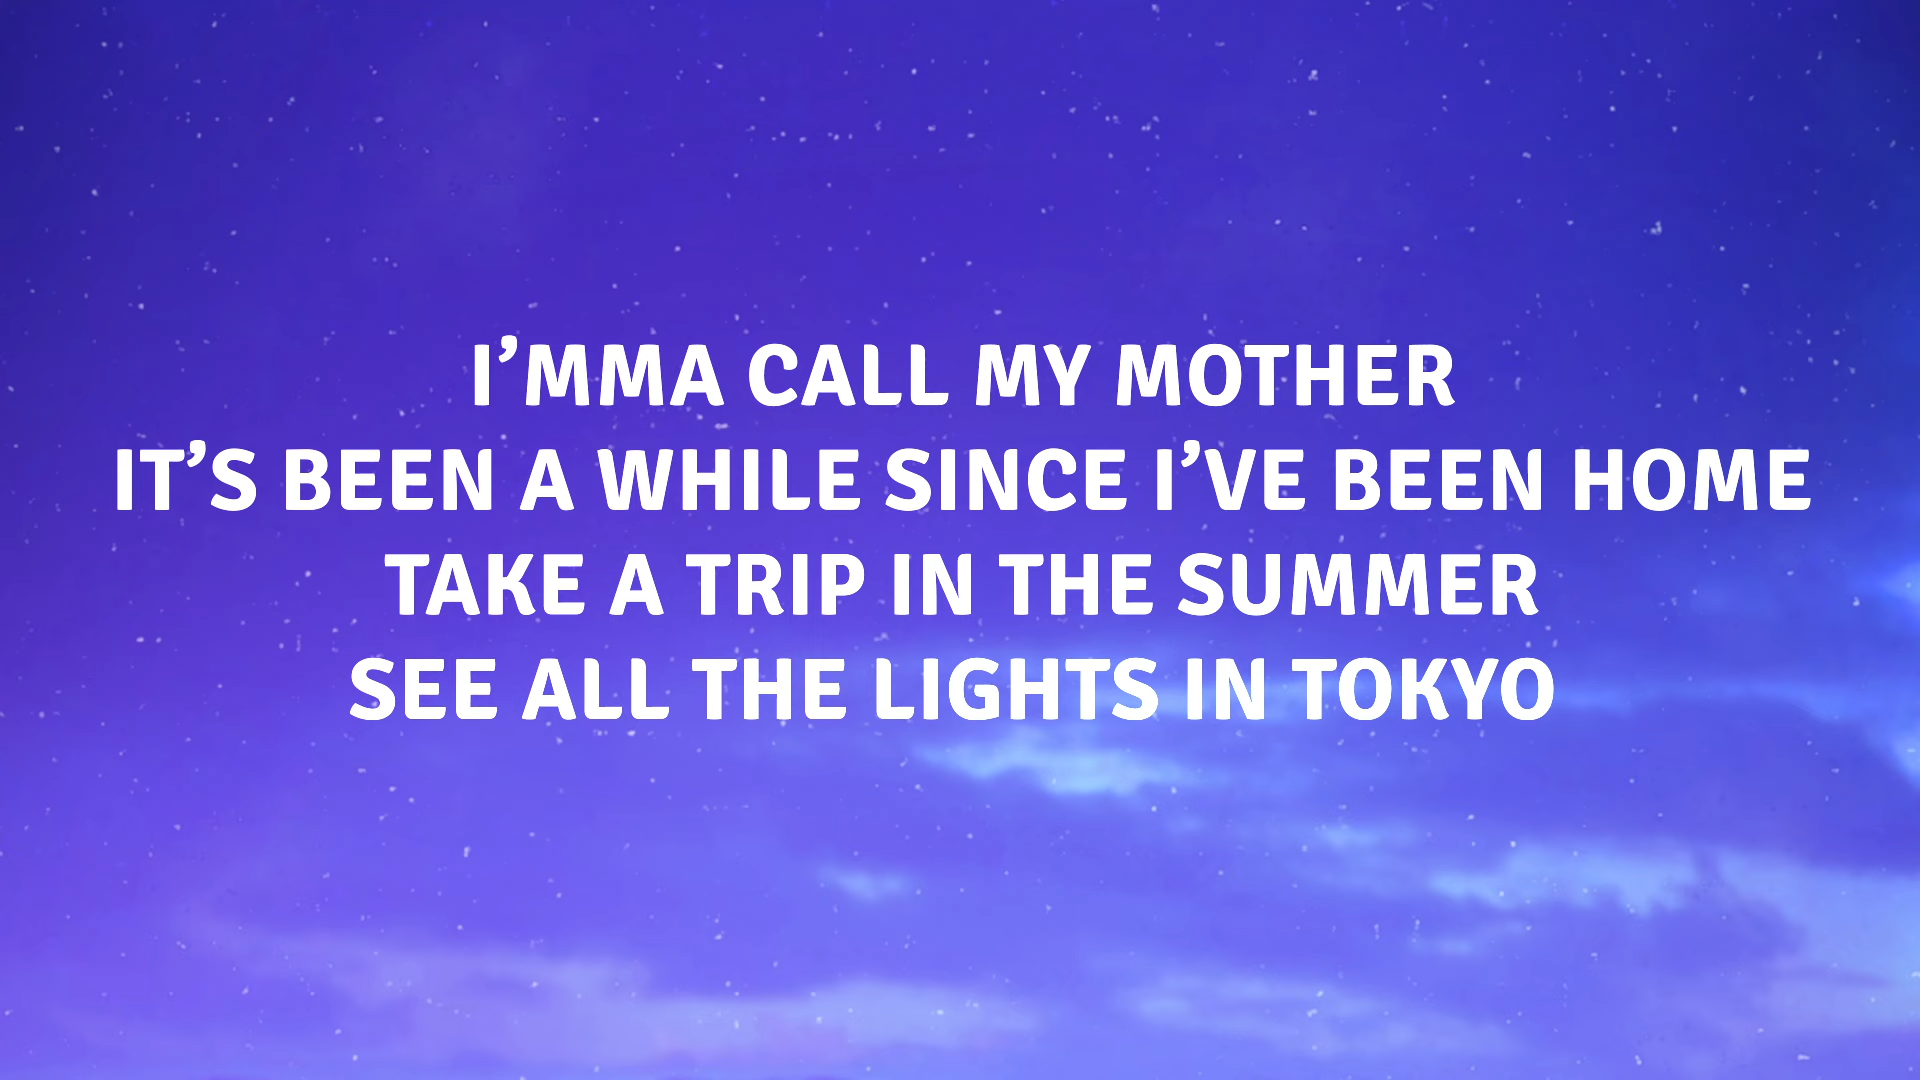 I’MMA CALL MY MOTHER
IT’S BEEN A WHILE SINCE I’VE BEEN HOME
TAKE A TRIP IN THE SUMMER
SEE ALL THE LIGHTS IN TOKYO